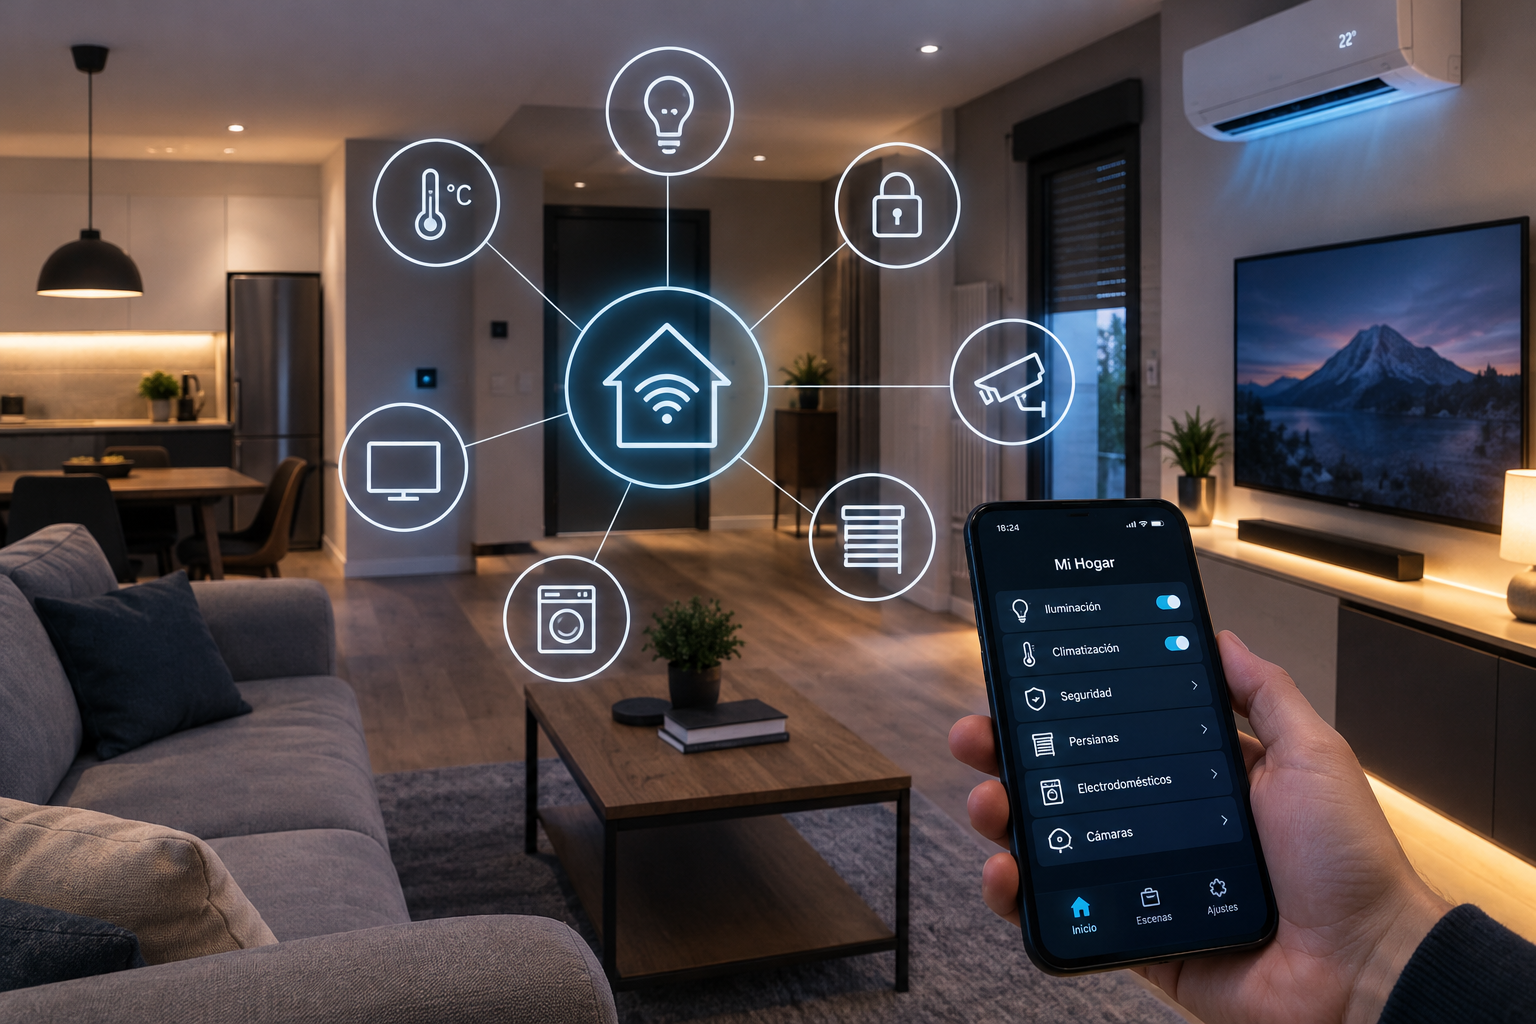 22°
°C
18:24
Mi Hogar
Iluminación
Climatización
Seguridad
Persianas
Electrodomésticos
Cámaras
Inicio
Escenas
Ajustes